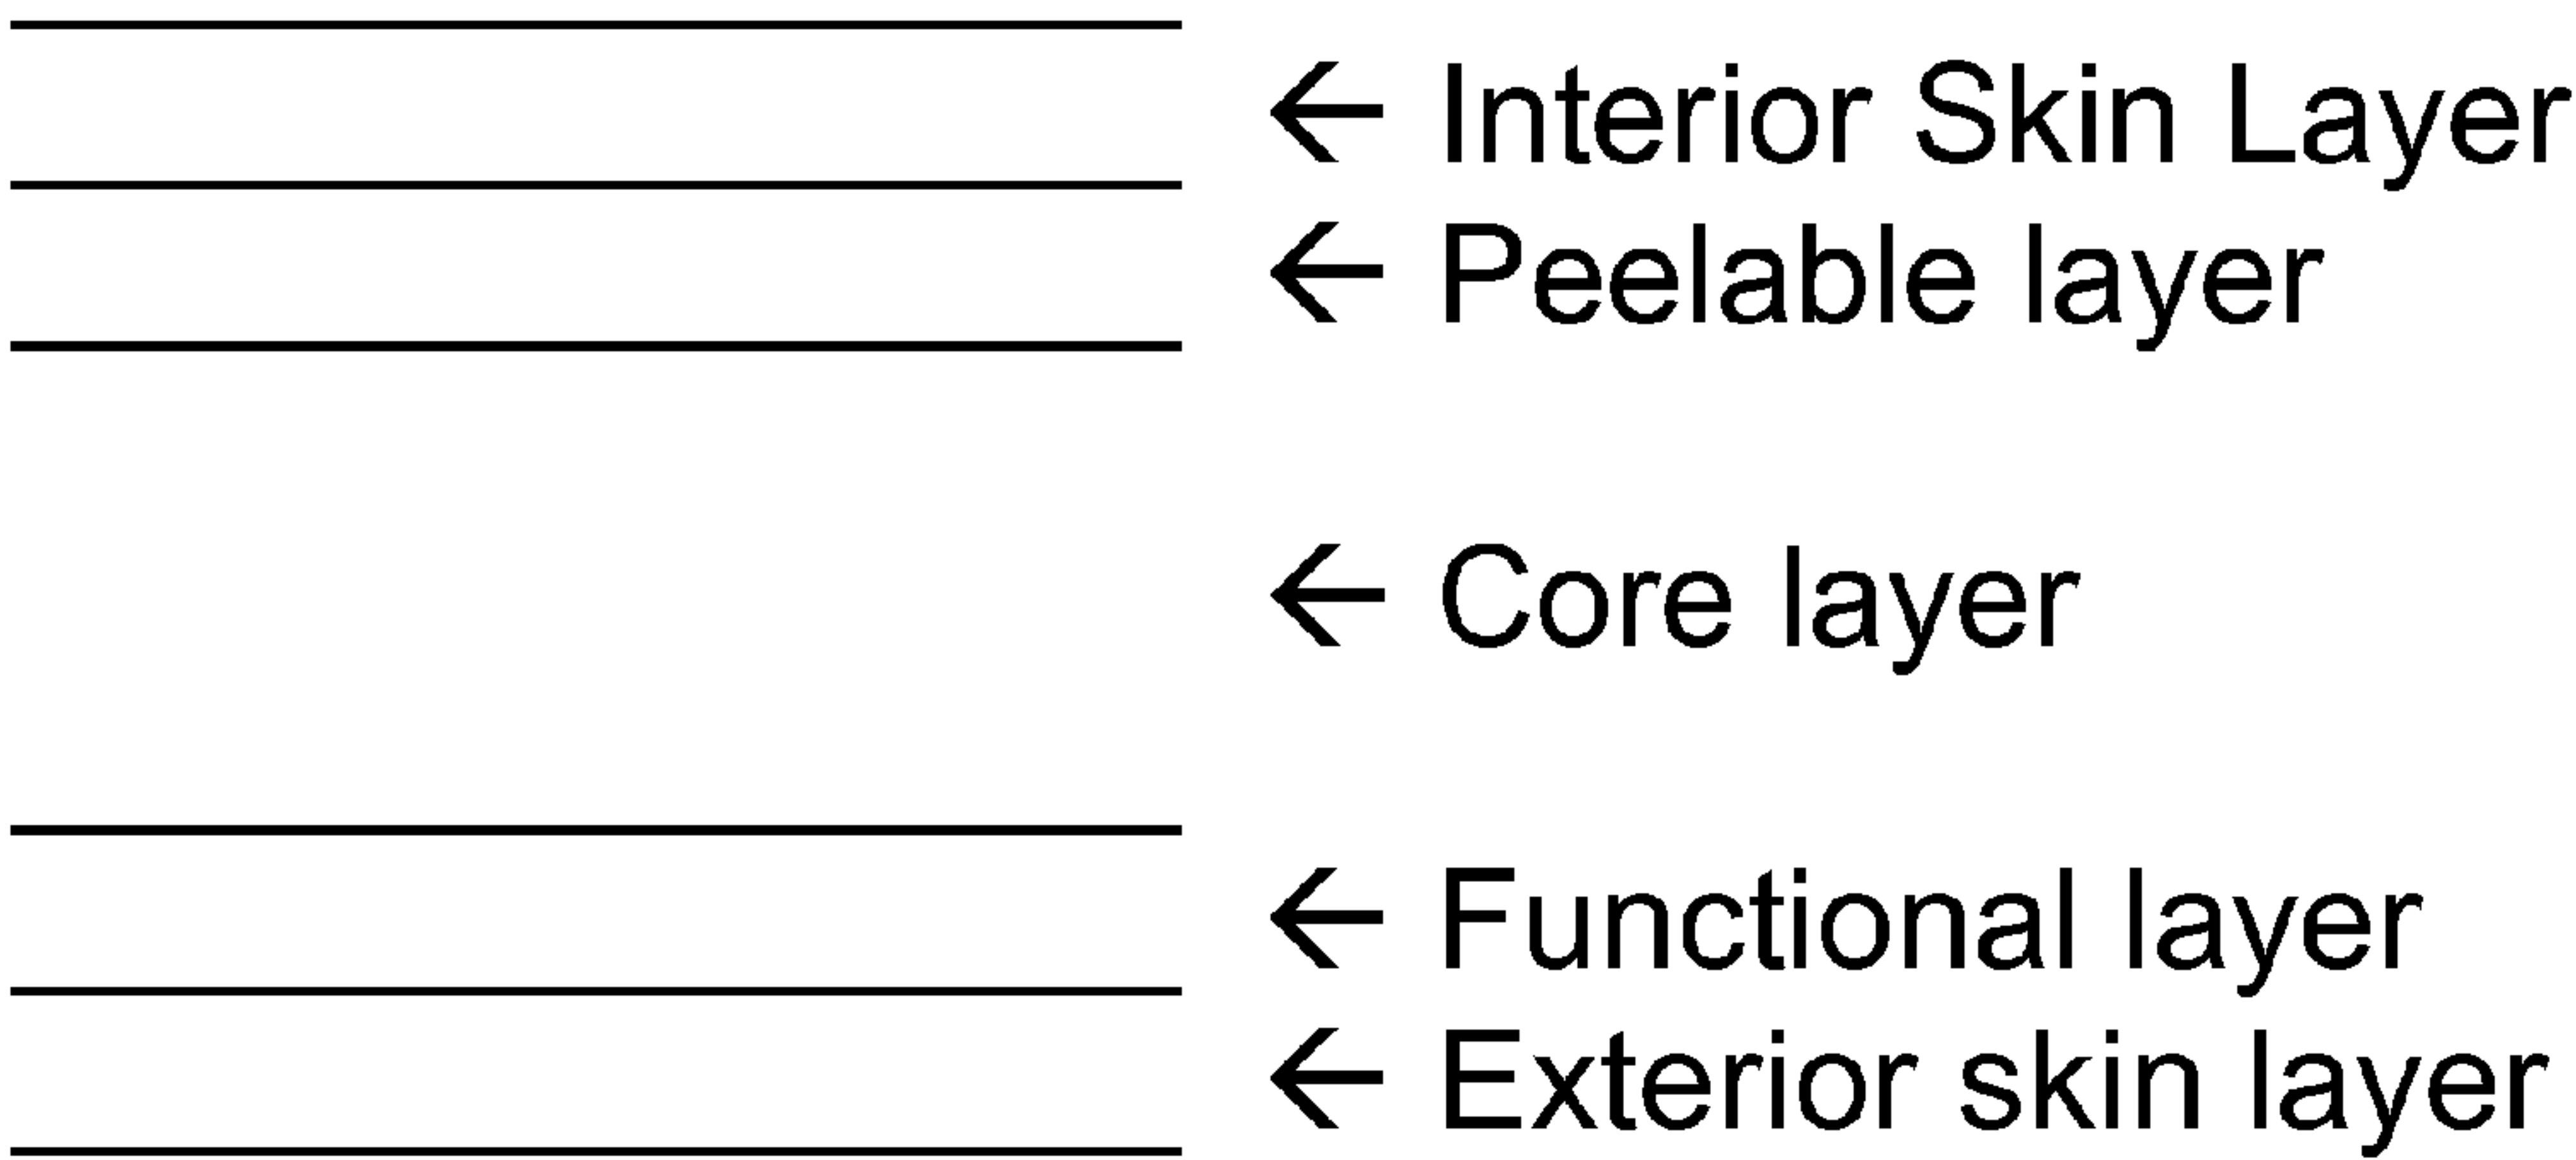 ← Interior Skin Layer
← Peelable layer
← Core layer
← Functional layer
← Exterior skin layer